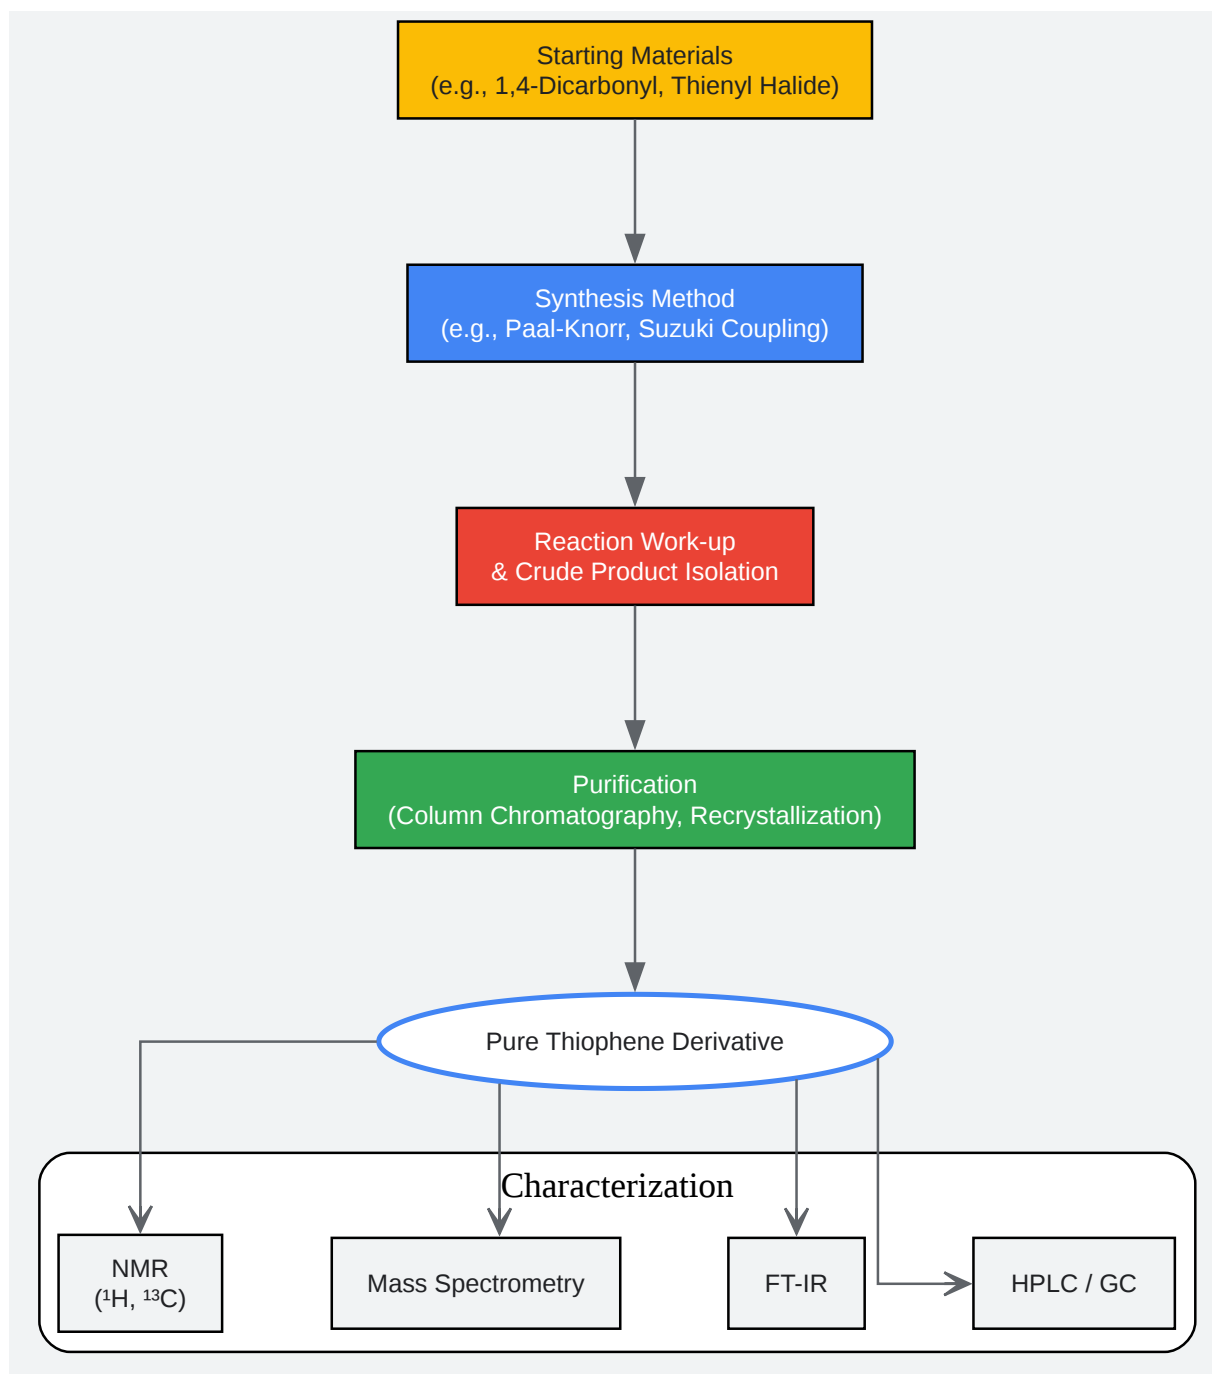 Starting Materials
(e.g., 1,4-Dicarbonyl, Thienyl Halide)
Synthesis Method
(e.g., Paal-Knorr, Suzuki Coupling)
Reaction Work-up
& Crude Product Isolation
Purification
(Column Chromatography, Recrystallization)
Pure Thiophene Derivative
Characterization
NMR
(¹H, ¹³C)
Mass Spectrometry
FT-IR
HPLC / GC